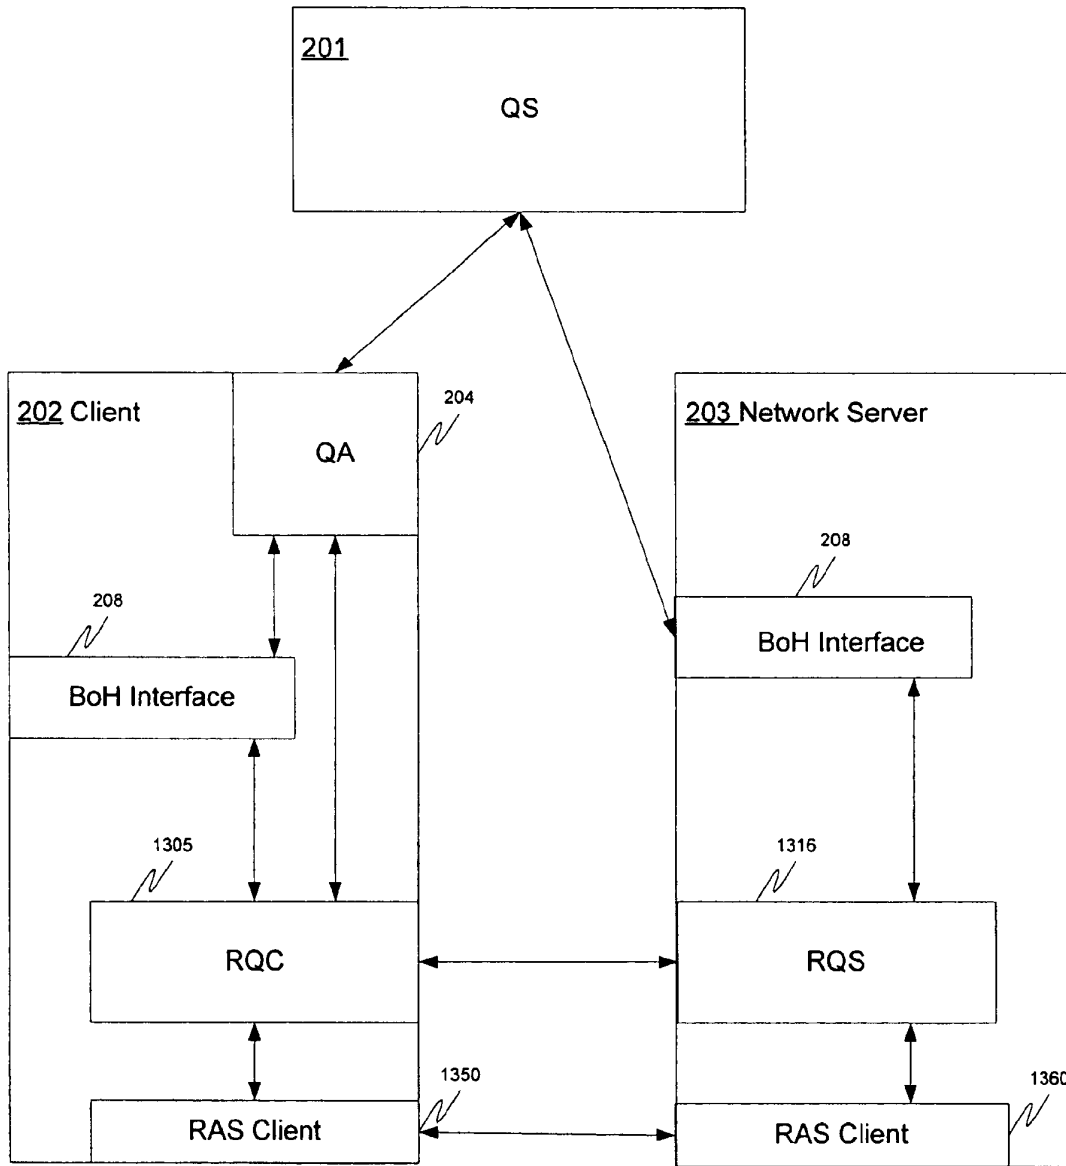 201
QS
202 Client
204
QA
203 Network Server
208
BoH Interface
208
BoH Interface
1305
RQC
1316
RQS
1350
RAS Client
1360
RAS Client